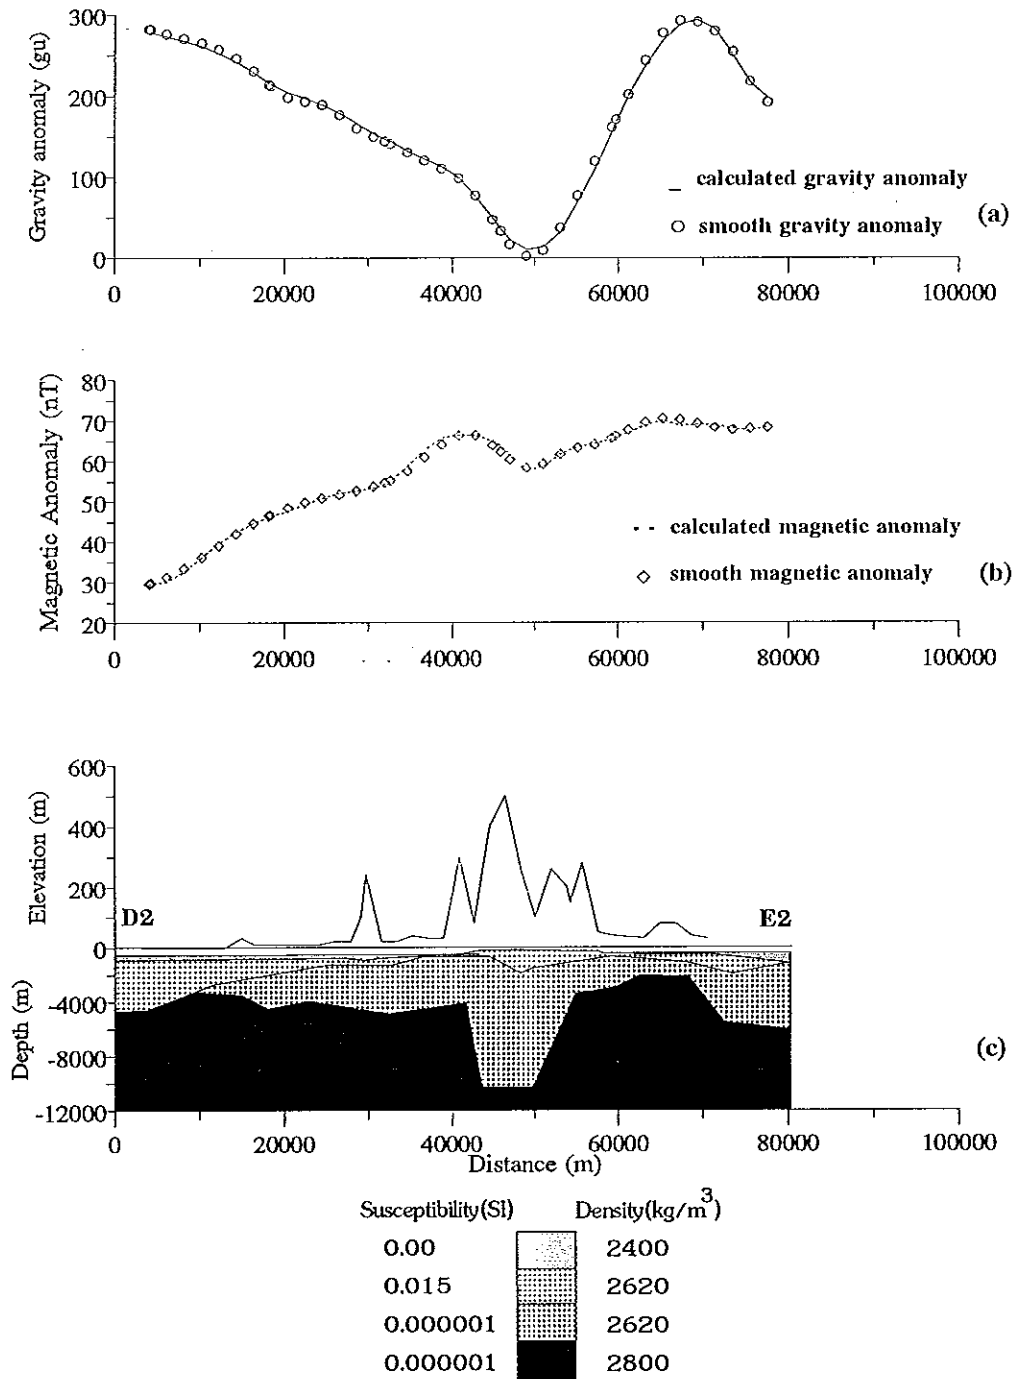 300
200
100
0
Gravity anomaly (gu)
calculated gravity anomaly
smooth gravity anomaly
(a)
0 20000 40000 60000 80000 100000
80
70
60
50
40
30
20
Magnetic Anomaly (nT)
calculated magnetic anomaly
smooth magnetic anomaly
(b)
0 20000 40000 60000 80000 100000
600
400
200
0
Elevation (m)
D2 E2
-4000
-8000
-12000
Depth (m)
(c)
0 20000 40000 60000 80000 100000
Distance (m)
Susceptibility(SI) Density(kg/m3)
0.00 2400
0.015 2620
0.000001 2620
0.000001 2800